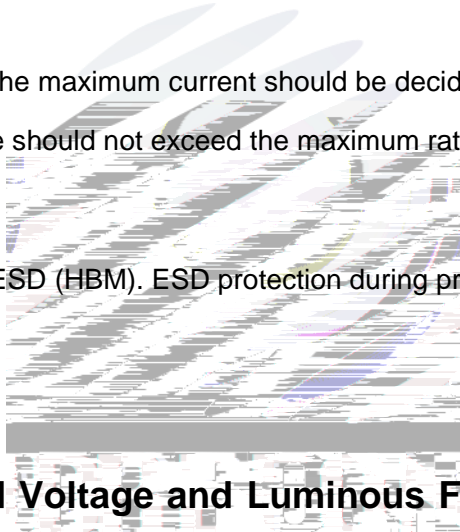 he maximum current should be decid
e should not exceed the maximum rat
ESD (HBM). ESD protection during pr
Voltage and Luminous F